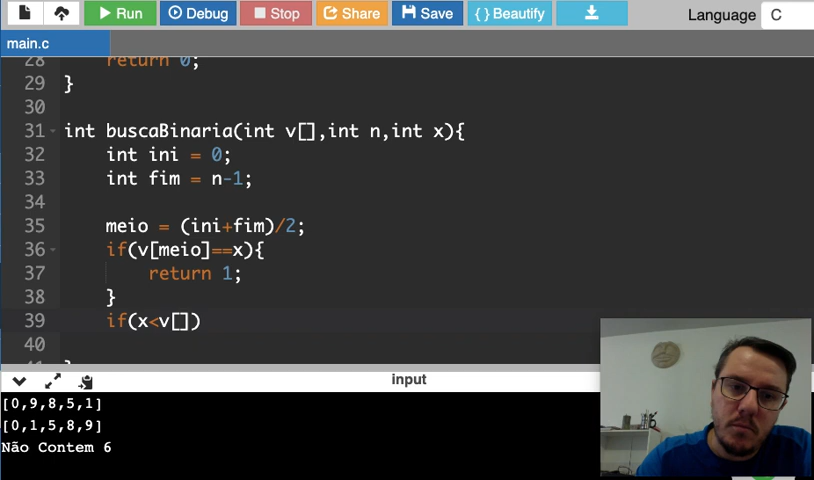 Run Debug Stop Share Save { } Beautify Language C
main.c
28 return 0;
29 }
30
31 int buscaBinaria(int v[],int n,int x){
32 int ini = 0;
33 int fim = n-1;
34
35 meio = (ini+fim)/2;
36 if(v[meio]==x){
37 return 1;
38 }
39 if(x<v[])
40
input
[0,9,8,5,1]
[0,1,5,8,9]
Não Contem 6